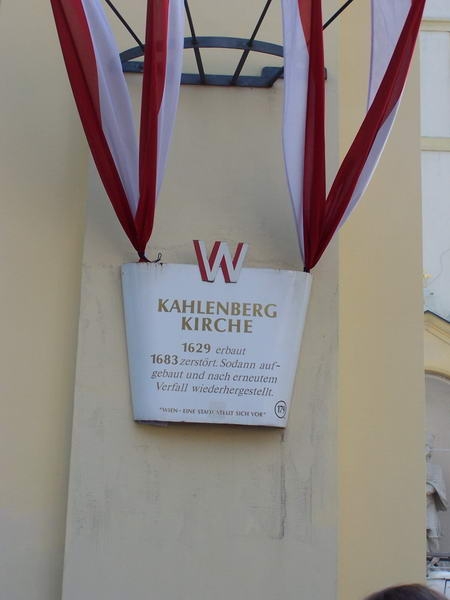 W
KAHLENBERG
KIRCHE
1629 erbaut
1683 zerstört. Sodann auf-
gebaut und nach erneutem
Verfall wiederhergestellt.
"WIEN - EINE STADT STELLT SICH VOR"